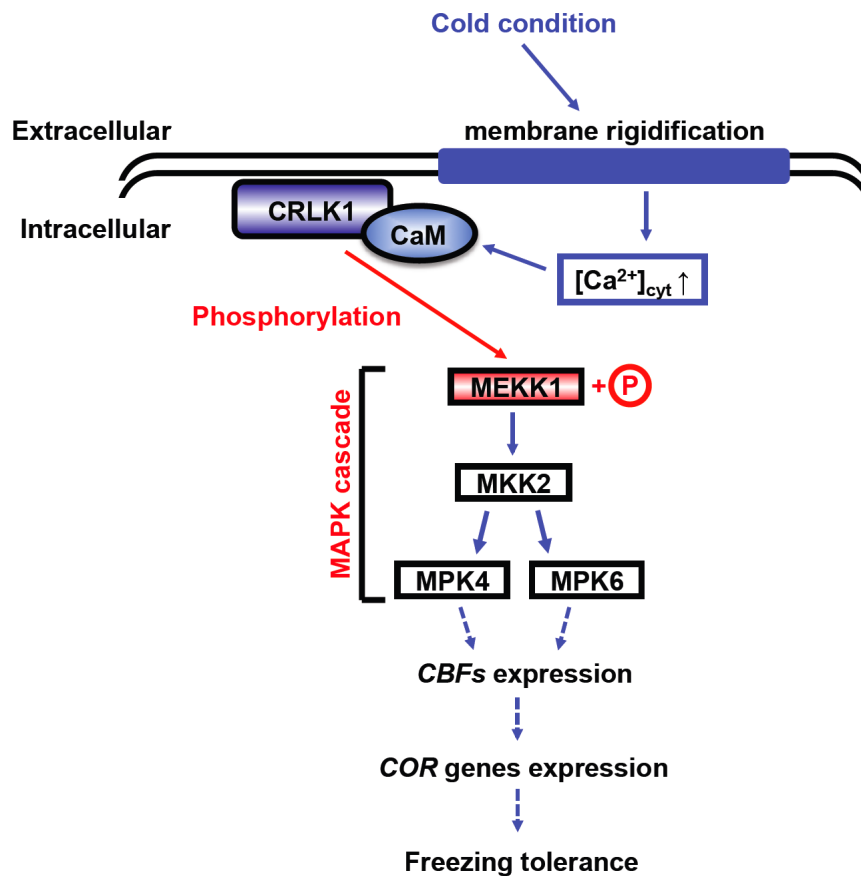 Cold condition
Extracellular
membrane rigidification
CRLK1
Intracellular
CaM
[Ca²⁺]cyt ↑
Phosphorylation
MEKK1
+ P
MAPK cascade
MKK2
MPK4
MPK6
CBFs expression
COR genes expression
Freezing tolerance